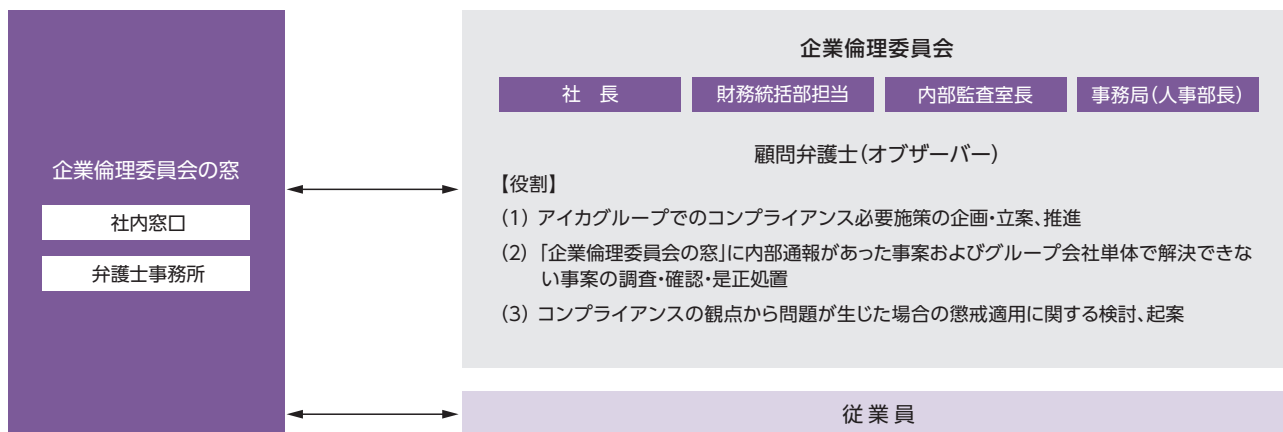 企業倫理委員会の窓
社内窓口
弁護士事務所
企業倫理委員会
社　長
財務統括部担当
内部監査室長
事務局（人事部長）
顧問弁護士（オブザーバー）
【役割】
（1）アイカグループでのコンプライアンス必要施策の企画・立案、推進
（2）「企業倫理委員会の窓」に内部通報があった事案およびグループ会社単体で解決できな
い事案の調査・確認・是正処置
（3）コンプライアンスの観点から問題が生じた場合の懲戒適用に関する検討、起案
従業員